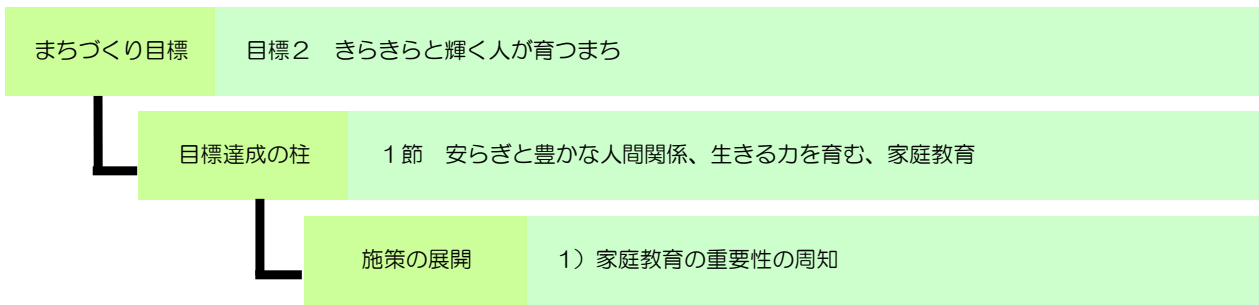 まちづくり目標　目標２　きらきらと輝く人が育つまち
目標達成の柱　１節　安らぎと豊かな人間関係、生きる力を育む、家庭教育
施策の展開　1）家庭教育の重要性の周知